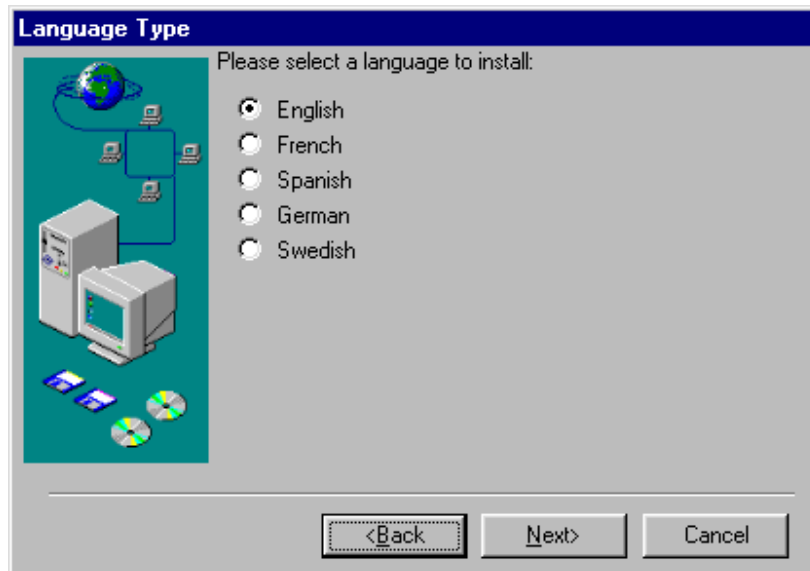 Language Type
Please select a language to install:
English
French
Spanish
German
Swedish
<Back
Next>
Cancel